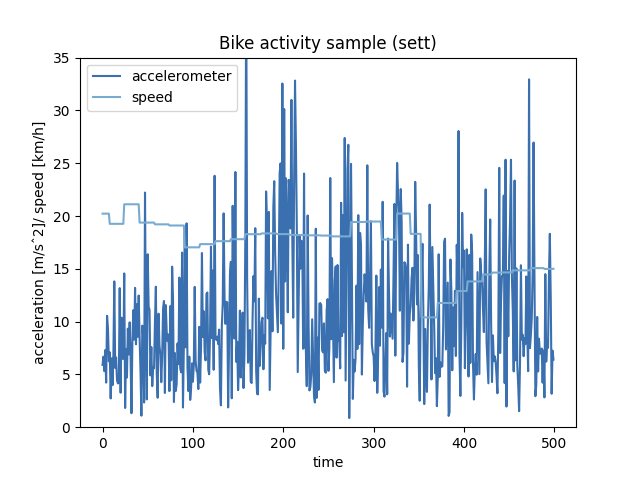 Bike activity sample (sett)
accelerometer
speed
acceleration [m/s^2]/ speed [km/h]
35
30
25
20
15
10
5
0
0 100 200 300 400 500
time